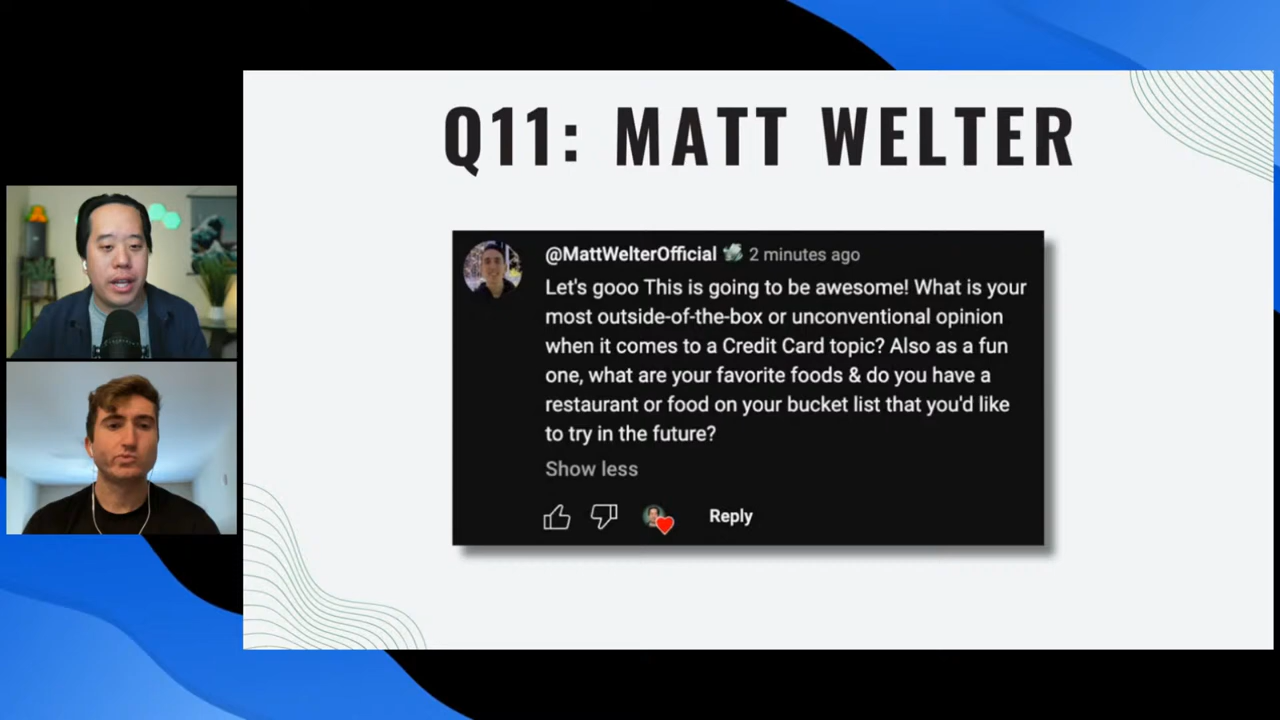 Q11: MATT WELTER
@MattWelterOfficial 2 minutes ago
Let's gooo This is going to be awesome! What is your
most outside-of-the-box or unconventional opinion
when it comes to a Credit Card topic? Also as a fun
one, what are your favorite foods & do you have a
restaurant or food on your bucket list that you'd like
to try in the future?
Show less
Reply